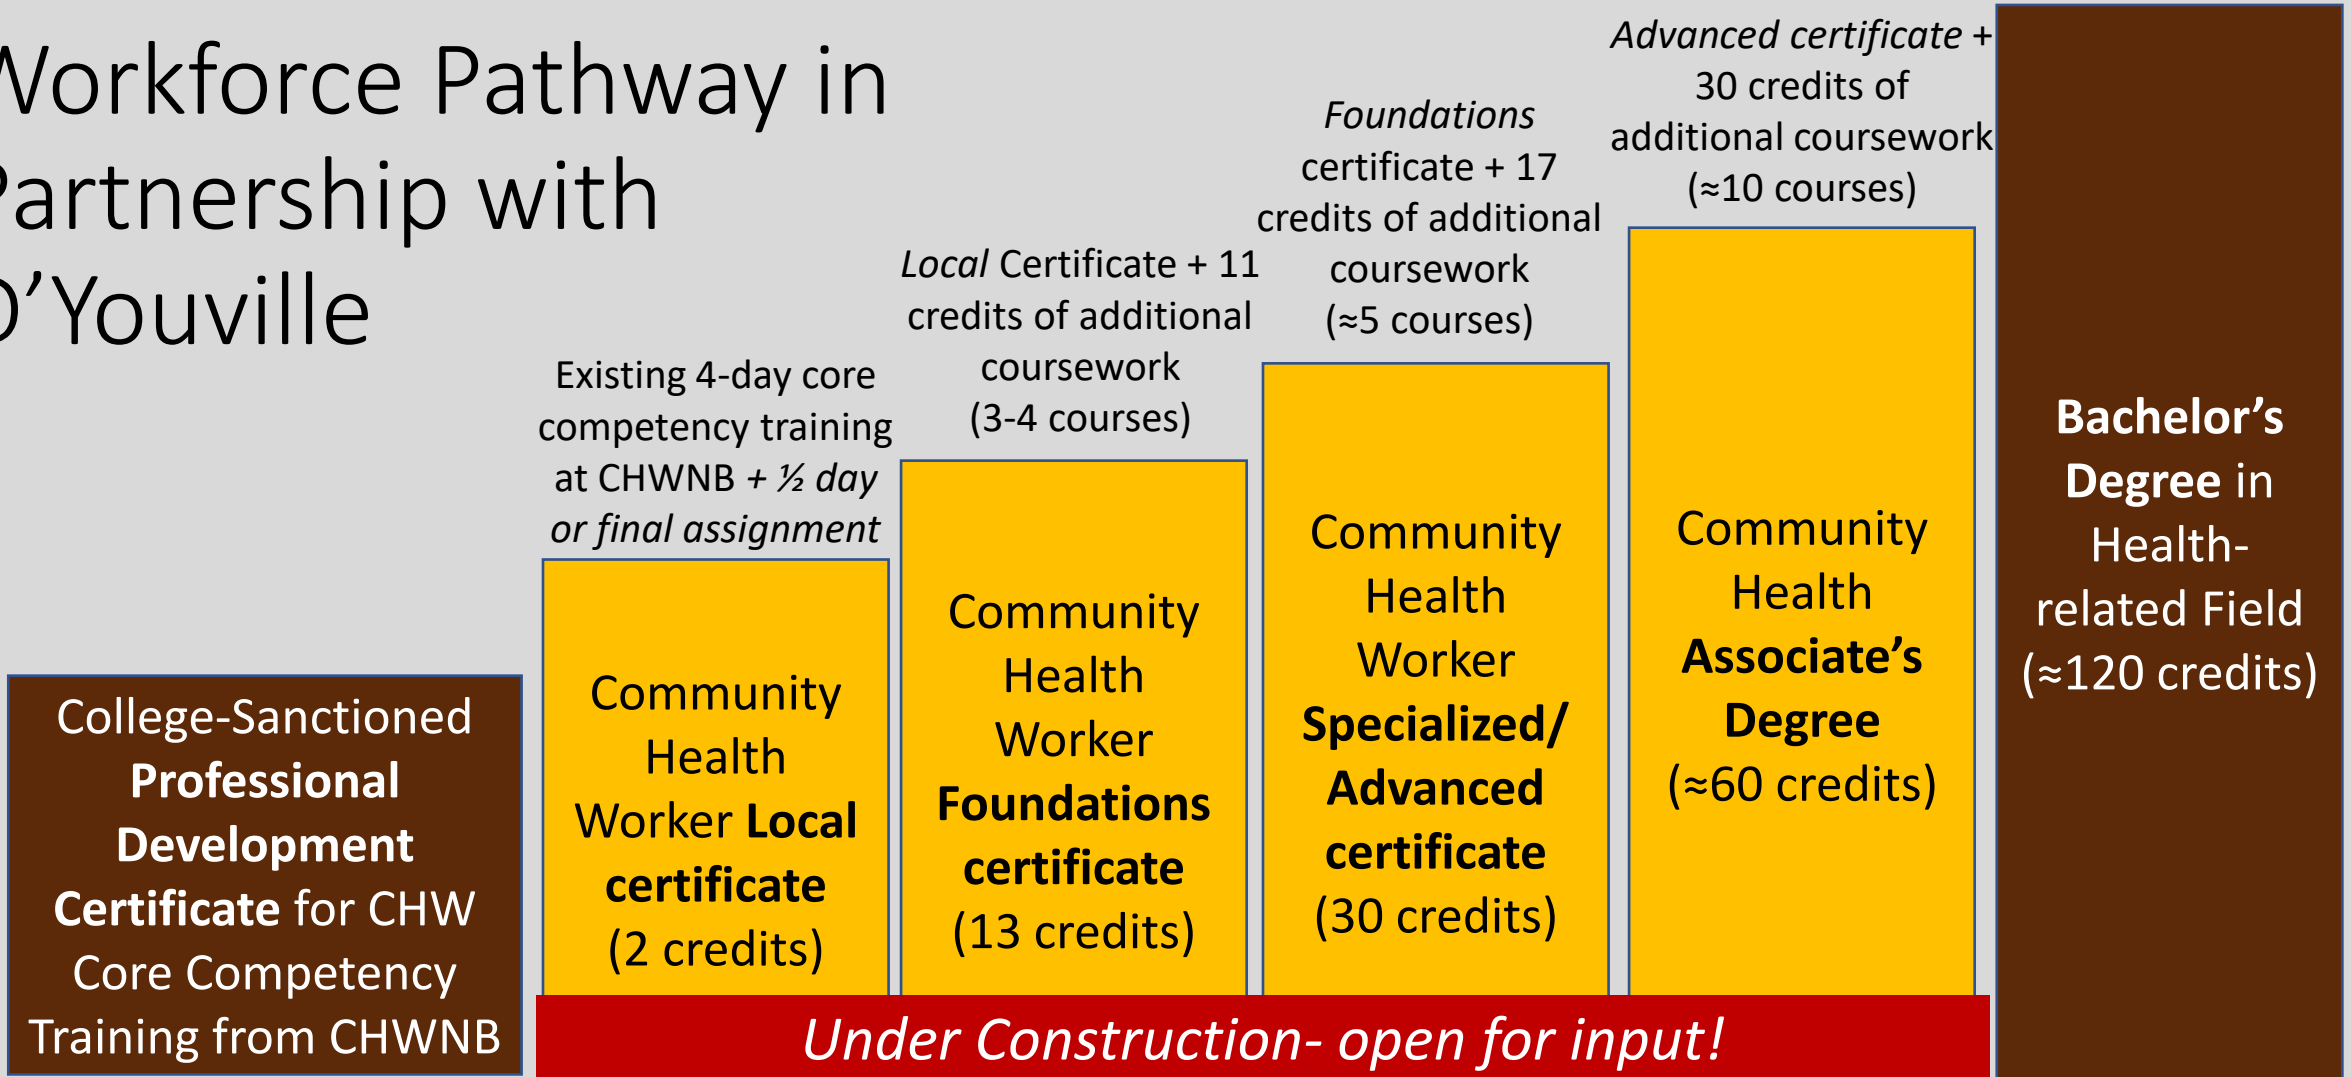 Workforce Pathway in
Partnership with
D’Youville
College-Sanctioned
Professional
Development
Certificate for CHW
Core Competency
Training from CHWNB
Existing 4-day core
competency training
at CHWNB + ½ day
or final assignment
Community
Health
Worker Local
certificate
(2 credits)
Local Certificate + 11
credits of additional
coursework
(3-4 courses)
Community
Health
Worker
Foundations
certificate
(13 credits)
Foundations
certificate + 17
credits of additional
coursework
(≈5 courses)
Community
Health
Worker
Specialized/
Advanced
certificate
(30 credits)
Advanced certificate +
30 credits of
additional coursework
(≈10 courses)
Community
Health
Associate’s
Degree
(≈60 credits)
Bachelor’s
Degree in
Health-
related Field
(≈120 credits)
Under Construction- open for input!